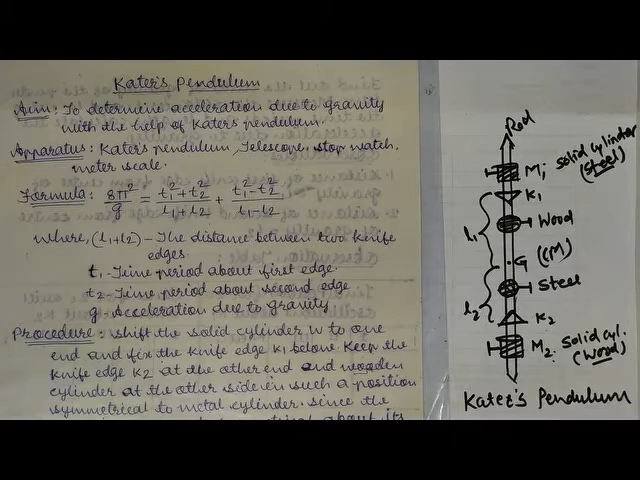 Kater's Pendulum
Aim: To determine acceleration due to gravity
with the help of Kater's pendulum.
Apparatus: Kater's pendulum, Telescope, stop watch,
meter scale.
Formula: 8π²/g = (t₁²+t₂²)/(l₁+l₂) + (t₁²-t₂²)/(l₁-l₂)
where, (l₁+l₂) - The distance between two knife
edges.
t₁ - Time period about first edge.
t₂ - Time period about second edge
g - Acceleration due to gravity
Procedure: shift the solid cylinder W to one
end and fix the knife edge K₁ below. Keep the
knife edge K₂ at the other end and wooden
cylinder at the other side in such a position
symmetrical to metal cylinder. Since the
about its
Rod
M₁ solid cylinder
(Steel)
K₁
l₁
Wood
G
(CM)
l₂
Steel
K₂
M₂ solid cyl.
(Wood)
Kater's Pendulum